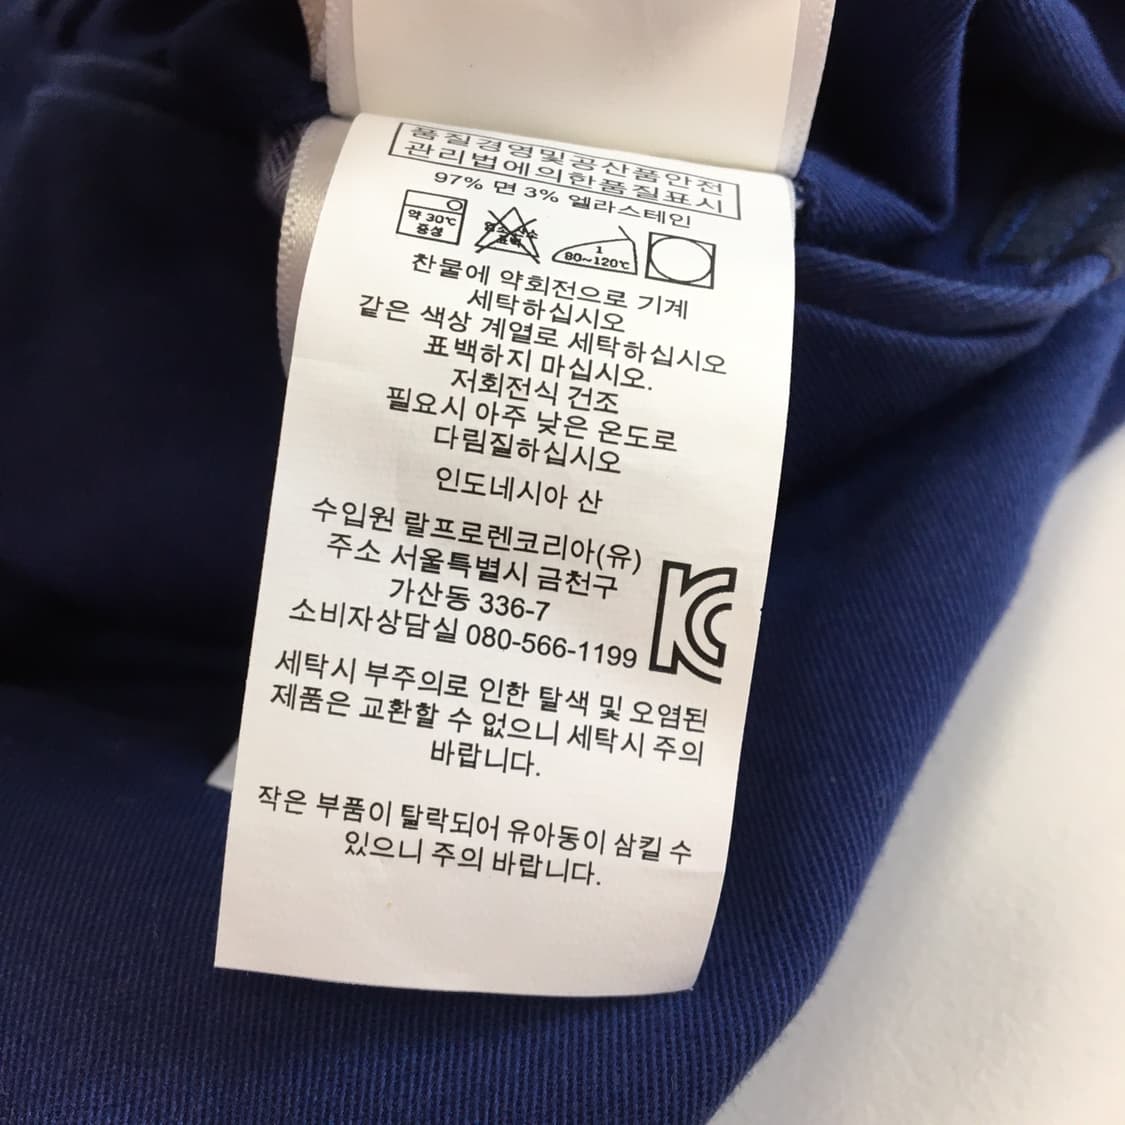 품질경영및공산품안전
관리법에의한품질표시
97% 면 3% 엘라스테인
약 30℃
중성
염소산소
표백
1
80~120℃
찬물에 약회전으로 기계
세탁하십시오
같은 색상 계열로 세탁하십시오
표백하지 마십시오.
저회전식 건조
필요시 아주 낮은 온도로
다림질하십시오
인도네시아 산
수입원 랄프로렌코리아(유)
주소 서울특별시 금천구
가산동 336-7
소비자상담실 080-566-1199
세탁시 부주의로 인한 탈색 및 오염된
제품은 교환할 수 없으니 세탁시 주의
바랍니다.
작은 부품이 탈락되어 유아동이 삼킬 수
있으니 주의 바랍니다.